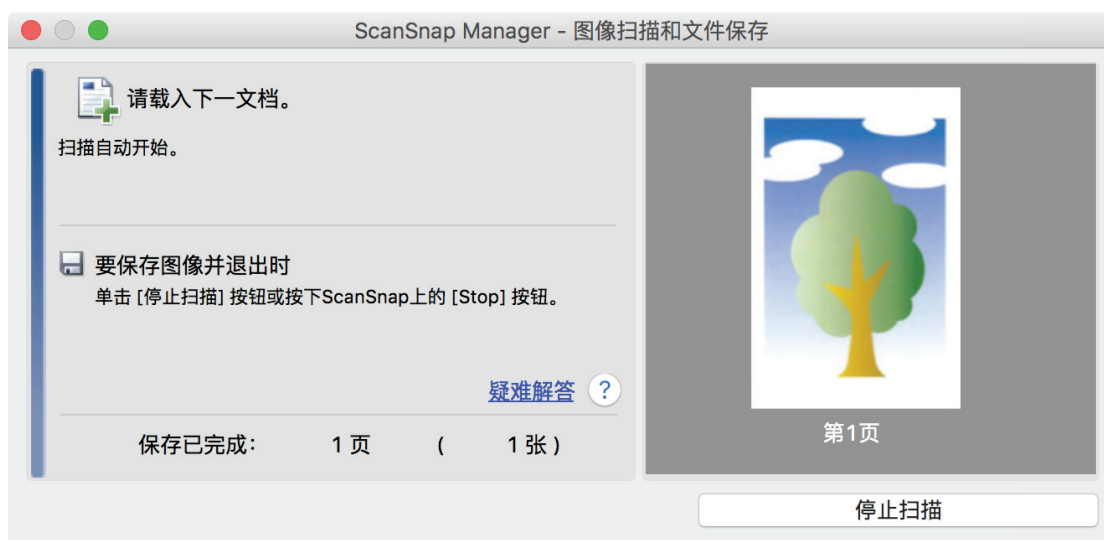 ScanSnap Manager - 图像扫描和文件保存
请载入下一文档。
扫描自动开始。
要保存图像并退出时
单击 [停止扫描] 按钮或按下ScanSnap上的 [Stop] 按钮。
疑难解答 ?
保存已完成: 1 页 ( 1 张 )
第1页
停止扫描